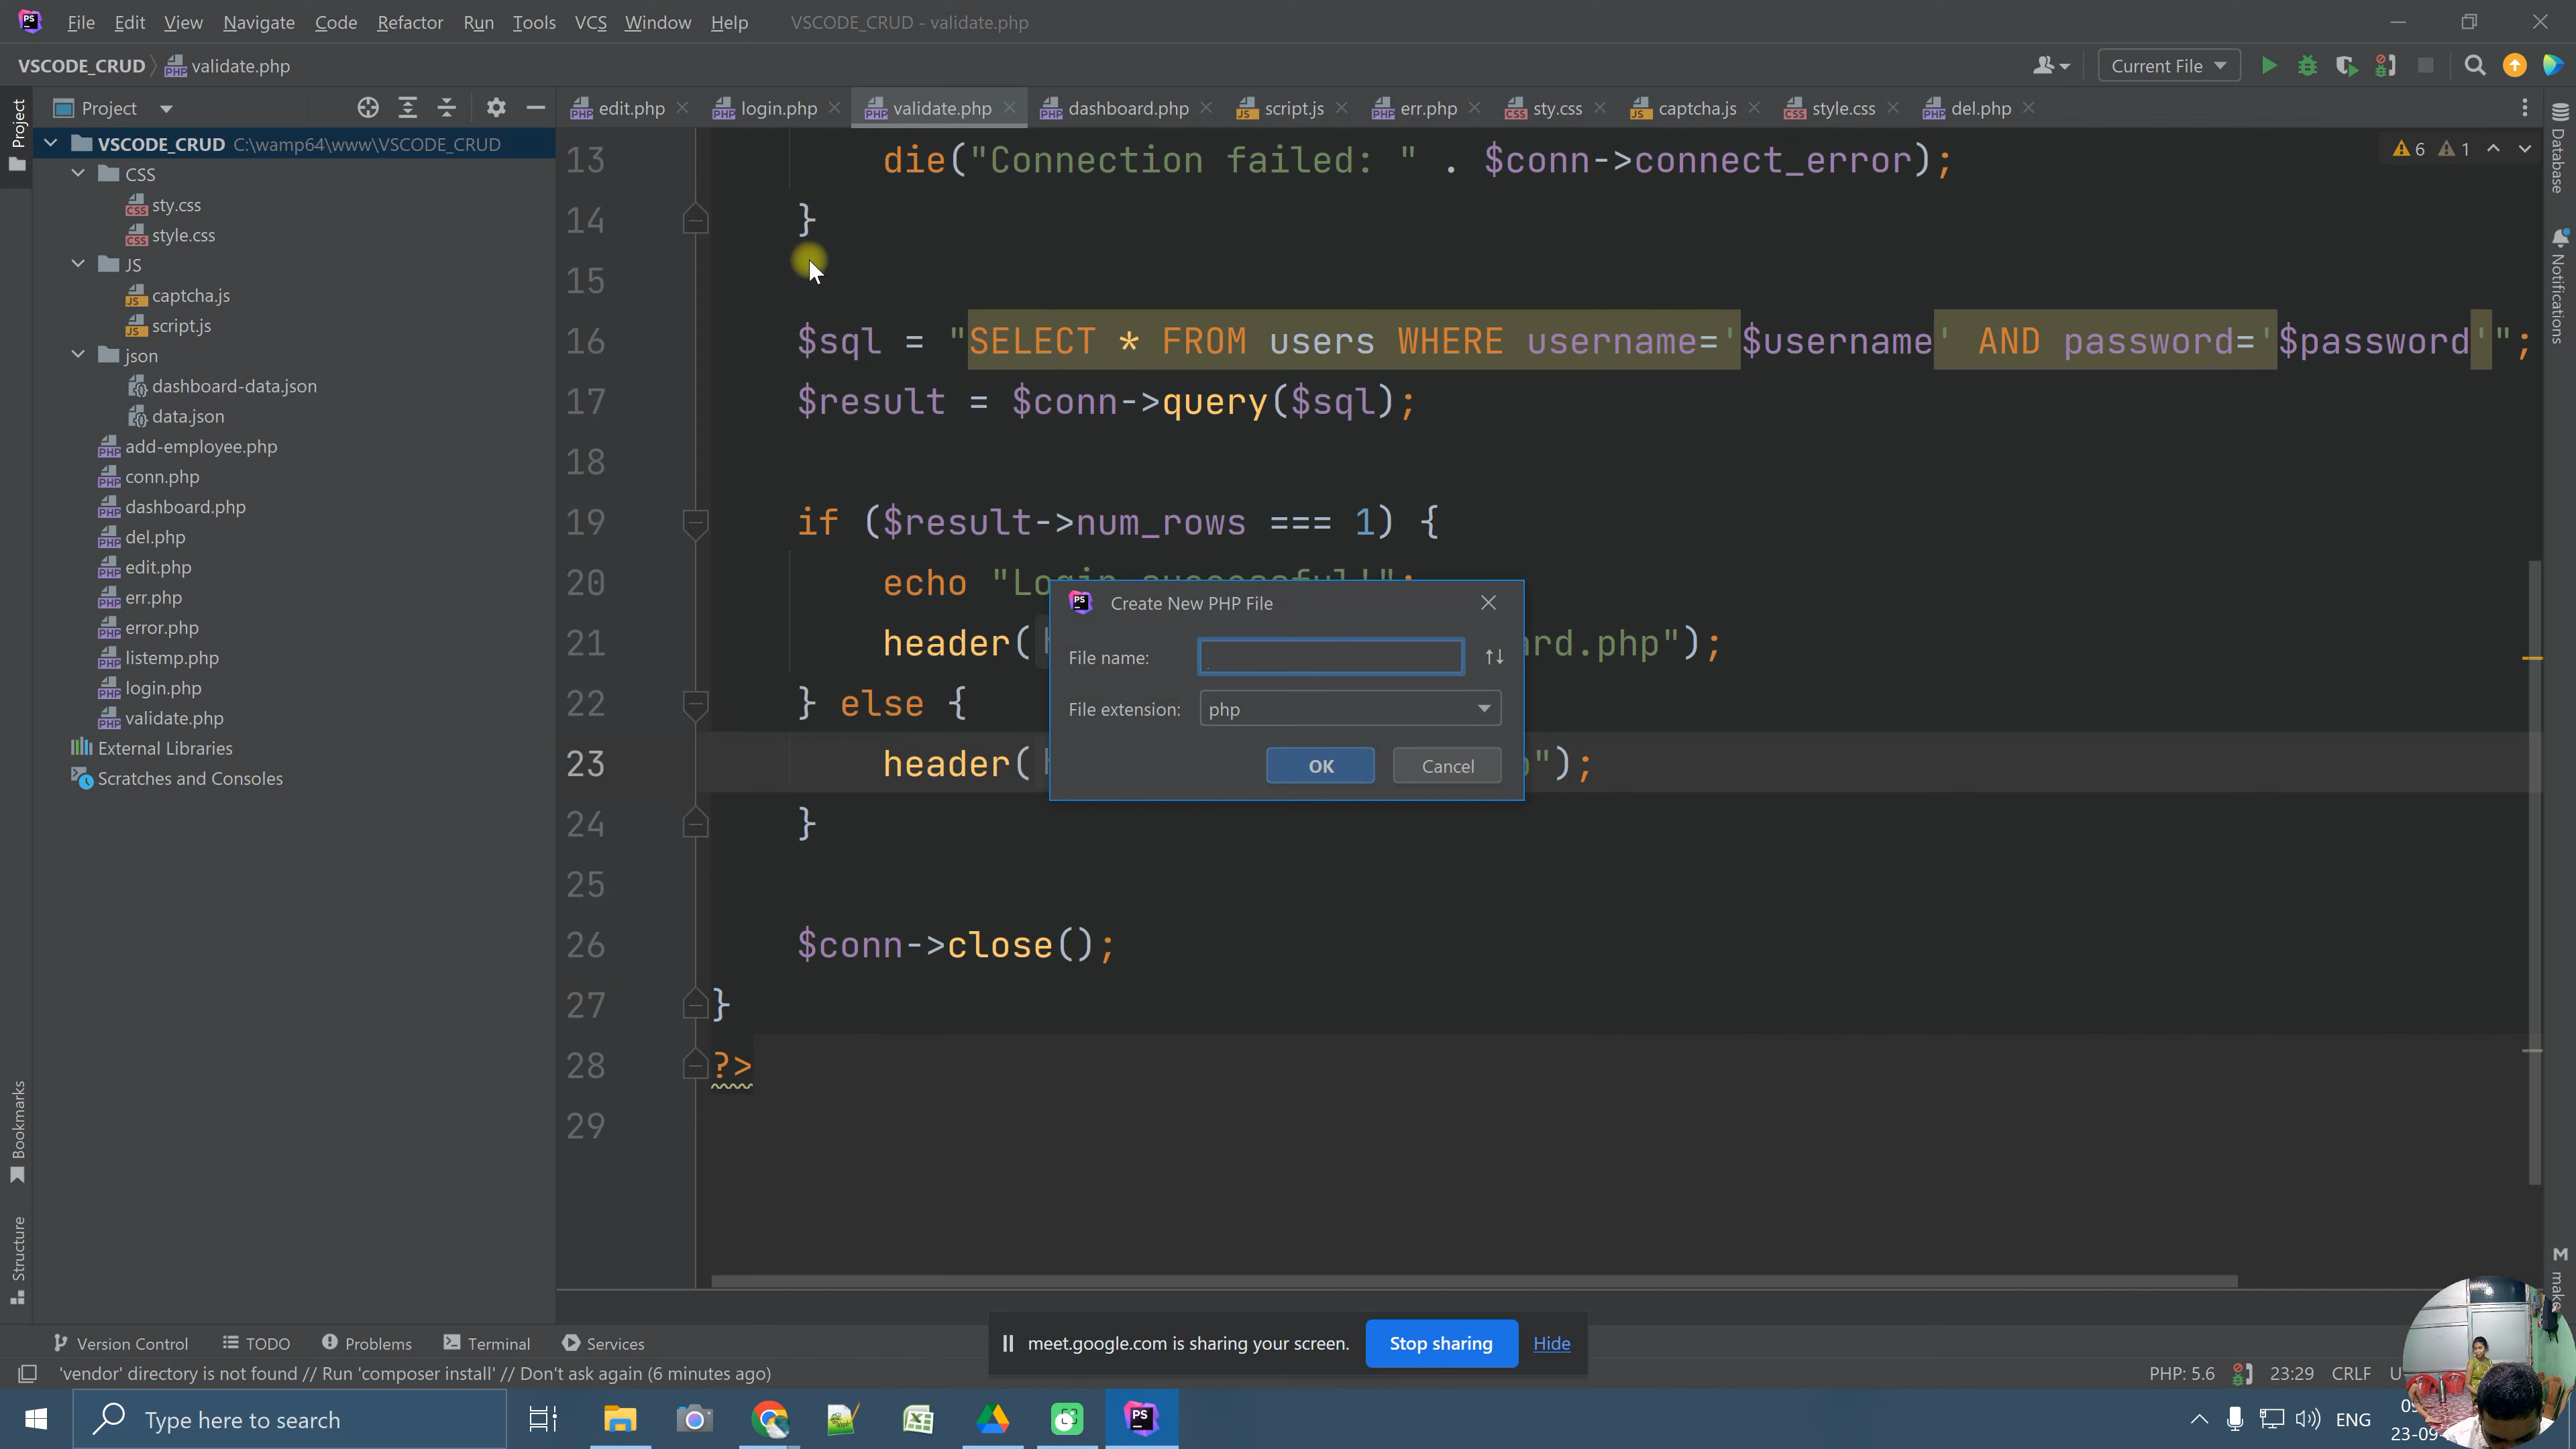 File Edit View Navigate Code Refactor Run Tools VCS Window Help VSCODE_CRUD - validate.php
VSCODE_CRUD validate.php Current File
Project
edit.php login.php validate.php dashboard.php script.js err.php sty.css captcha.js style.css del.php
VSCODE_CRUD C:\wamp64\www\VSCODE_CRUD
CSS
sty.css
style.css
JS
captcha.js
script.js
json
dashboard-data.json
data.json
add-employee.php
conn.php
dashboard.php
del.php
edit.php
err.php
error.php
listemp.php
login.php
validate.php
External Libraries
Scratches and Consoles
Project
Bookmarks
Structure
6 1
13 die("Connection failed: " . $conn->connect_error);
14 }
15
16 $sql = "SELECT * FROM users WHERE username='$username' AND password='$password'";
17 $result = $conn->query($sql);
18
19 if ($result->num_rows === 1) {
20 echo
21 header( rd.php");
22 } else {
23 header( ");
24 }
25
26 $conn->close();
27 }
28 ?>
29
Create New PHP File
File name:
File extension: php
OK Cancel
Database
Notifications
make
meet.google.com is sharing your screen. Stop sharing Hide
Version Control TODO Problems Terminal Services
'vendor' directory is not found // Run 'composer install' // Don't ask again (6 minutes ago)
PHP: 5.6 23:29 CRLF
Type here to search
ENG
23-09